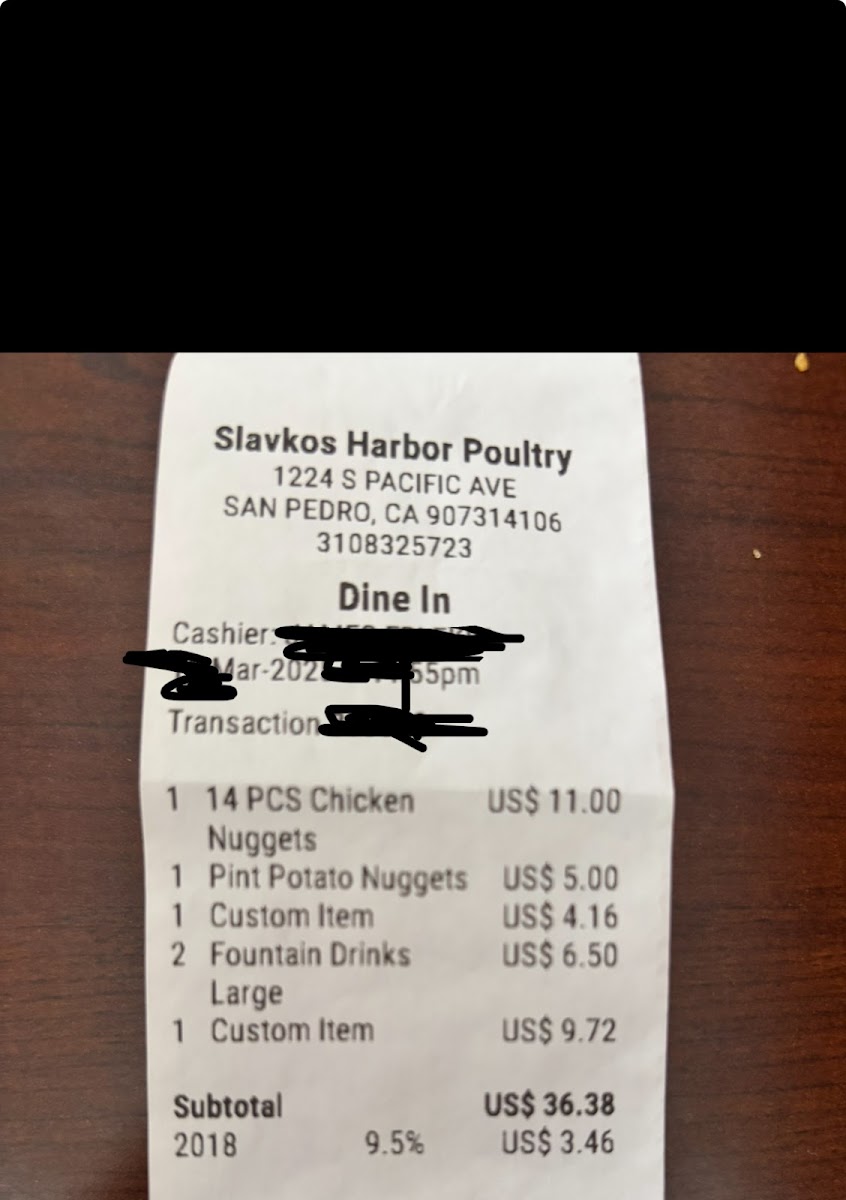 Slavkos Harbor Poultry
1224 S PACIFIC AVE
SAN PEDRO, CA 907314106
3108325723
Dine In
Cashier:
Mar-202 55pm
Transaction
1 14 PCS Chicken US$ 11.00
Nuggets
1 Pint Potato Nuggets US$ 5.00
1 Custom Item US$ 4.16
2 Fountain Drinks US$ 6.50
Large
1 Custom Item US$ 9.72
Subtotal US$ 36.38
2018 9.5% US$ 3.46